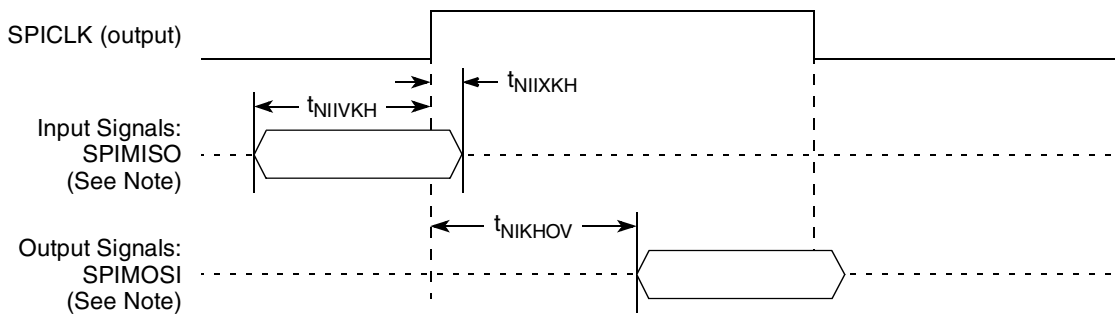 SPICLK (output)
tNIIXKH
tNIIVKH
Input Signals:
SPIMISO
(See Note)
tNIKHOV
Output Signals:
SPIMOSI
(See Note)